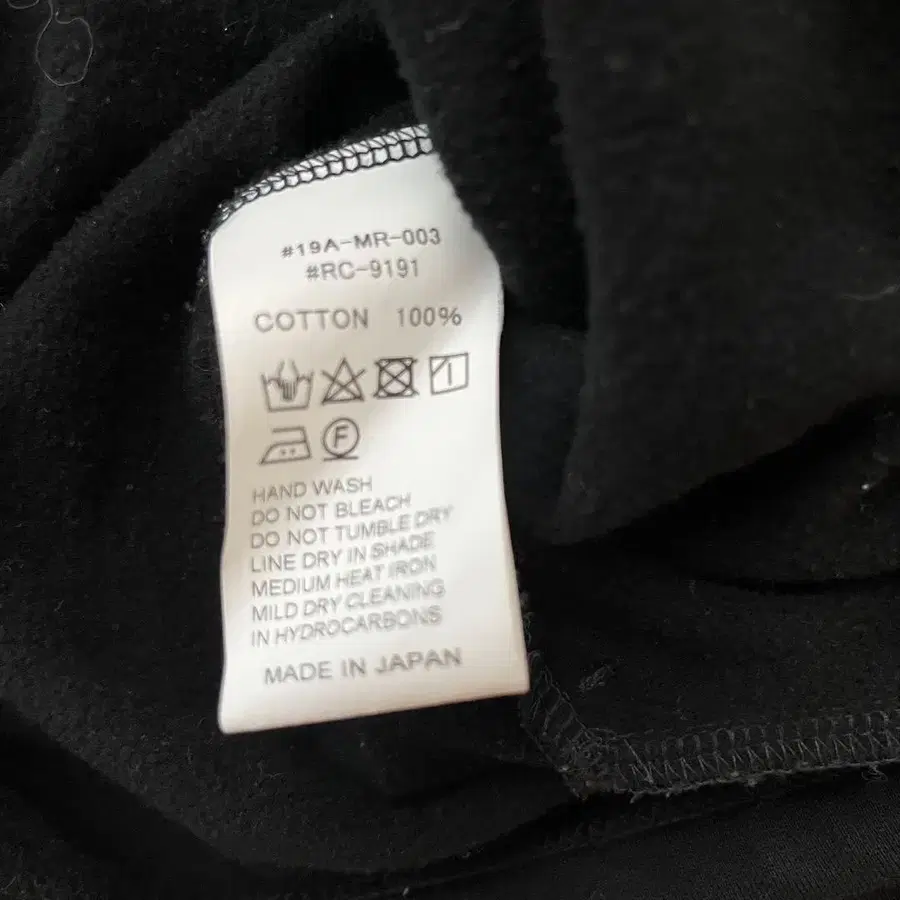 #19A-MR-003
#RC-9191
COTTON 100%
F
HAND WASH
DO NOT BLEACH
DO NOT TUMBLE DRY
LINE DRY IN SHADE
MEDIUM HEAT IRON
MILD DRY CLEANING
IN HYDROCARBONS
MADE IN JAPAN